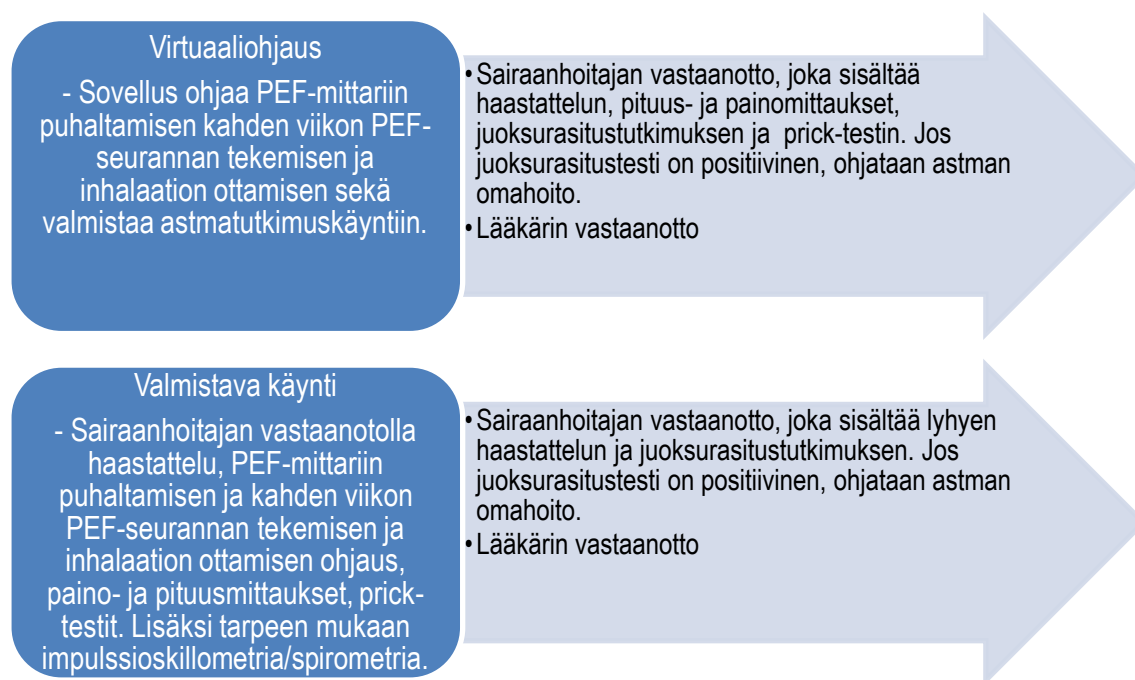 Virtuaaliohjaus
- Sovellus ohjaa PEF-mittariin
puhaltamisen kahden viikon PEF-
seurannan tekemisen ja
inhalaation ottamisen sekä
valmistaa astmatutkimuskäyntiin.
•Sairaanhoitajan vastaanotto, joka sisältää
haastattelun, pituus- ja painomittaukset,
juoksurasitustutkimuksen ja prick-testin. Jos
juoksurasitustesti on positiivinen, ohjataan astman
omahoito.
•Lääkärin vastaanotto
Valmistava käynti
- Sairaanhoitajan vastaanotolla
haastattelu, PEF-mittariin
puhaltamisen ja kahden viikon
PEF-seurannan tekemisen ja
inhalaation ottamisen ohjaus,
paino- ja pituusmittaukset, prick-
testit. Lisäksi tarpeen mukaan
impulssioskillometria/spirometria.
•Sairaanhoitajan vastaanotto, joka sisältää lyhyen
haastattelun ja juoksurasitustutkimuksen. Jos
juoksurasitustesti on positiivinen, ohjataan astman
omahoito.
•Lääkärin vastaanotto